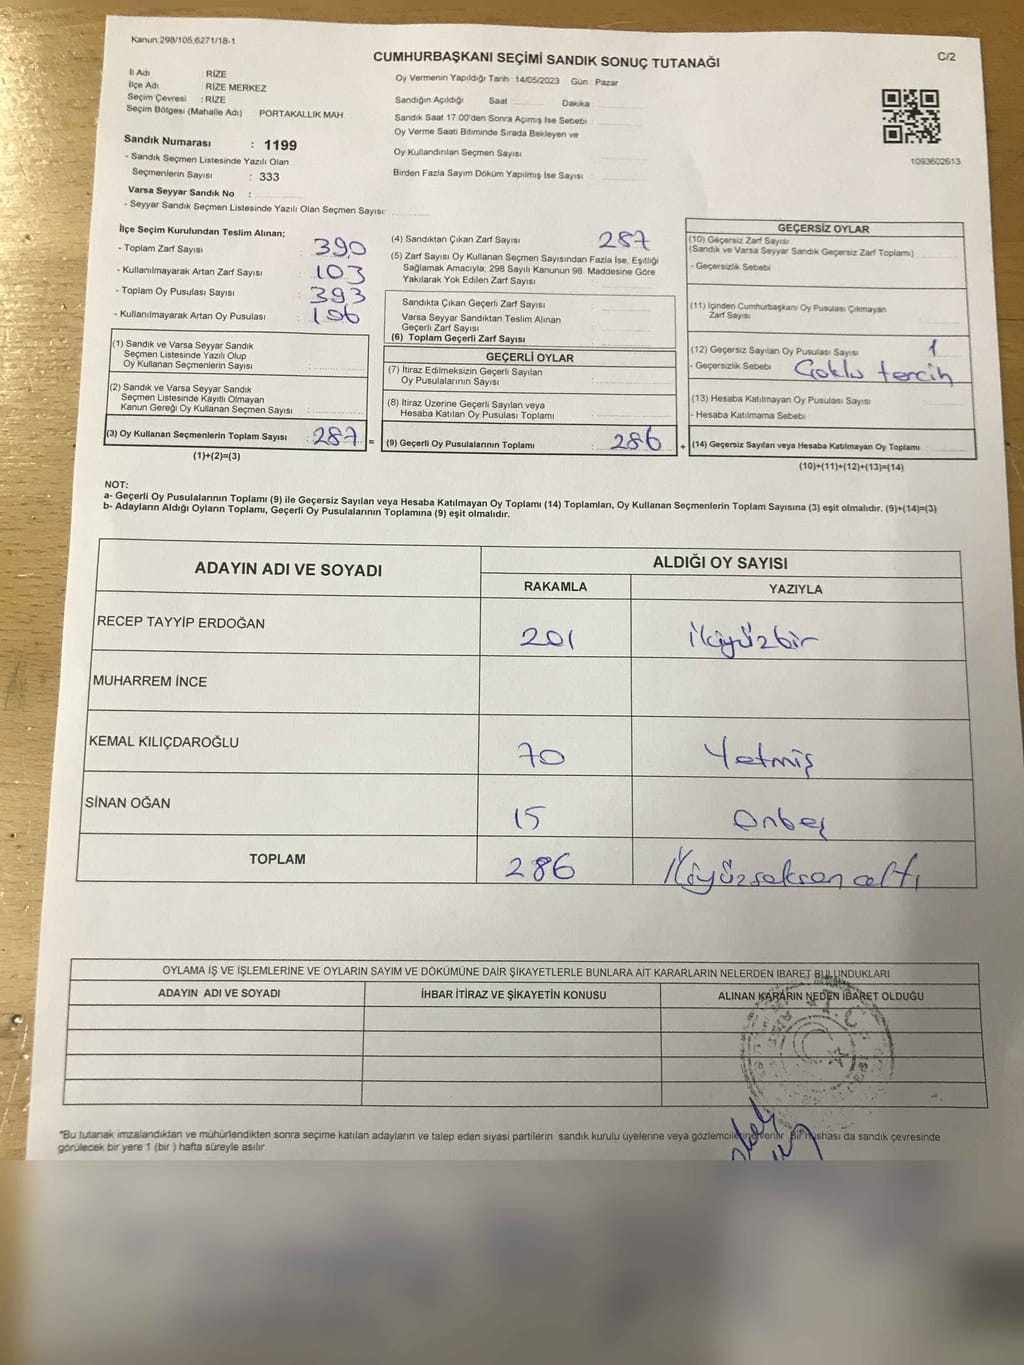 Kanun:298/105,6271/18-1
C/2
CUMHURBAŞKANI SEÇİMİ SANDIK SONUÇ TUTANAĞI
İl Adı RİZE
İlçe Adı RİZE MERKEZ
Seçim Çevresi : RİZE
Seçim Bölgesi (Mahalle Adı) PORTAKALLIK MAH.
Oy Vermenin Yapıldığı Tarih :14/05/2023 Gün : Pazar
Sandığın Açıldığı Saat Dakika
Sandık Saat 17:00'den Sonra Açımış İse Sebebi :
Oy Verme Saati Bitiminde Sırada Bekleyen ve
Oy Kullandırılan Seçmen Sayısı
Birden Fazla Sayım Döküm Yapılmış İse Sayısı :
1093602613
Sandık Numarası : 1199
- Sandık Seçmen Listesinde Yazılı Olan
Seçmenlerin Sayısı : 333
Varsa Seyyar Sandık No :
- Seyyar Sandık Seçmen Listesinde Yazılı Olan Seçmen Sayısı:
İlçe Seçim Kurulundan Teslim Alınan;
- Toplam Zarf Sayısı : 390
- Kullanılmayarak Artan Zarf Sayısı : 103
- Toplam Oy Pusulası Sayısı : 393
- Kullanılmayarak Artan Oy Pusulası : 106
(1) Sandık ve Varsa Seyyar Sandık
Seçmen Listesinde Yazılı Olup
Oy Kullanan Seçmenlerin Sayısı :
(2) Sandık ve Varsa Seyyar Sandık
Seçmen Listesinde Kayıtlı Olmayan
Kanun Gereği Oy Kullanan Seçmen Sayısı :
(3) Oy Kullanan Seçmenlerin Toplam Sayısı : 287 =
(1)+(2)=(3)
(4) Sandıktan Çıkan Zarf Sayısı : 287
(5) Zarf Sayısı Oy Kullanan Seçmen Sayısından Fazla İse, Eşitliği
Sağlamak Amacıyla; 298 Sayılı Kanunun 98. Maddesine Göre
Yakılarak Yok Edilen Zarf Sayısı
Sandıkta Çıkan Geçerli Zarf Sayısı
Varsa Seyyar Sandıktan Teslim Alınan
Geçerli Zarf Sayısı
(6) Toplam Geçerli Zarf Sayısı
GEÇERLİ OYLAR
(7) İtiraz Edilmeksizin Geçerli Sayılan
Oy Pusulalarının Sayısı
(8) İtiraz Üzerine Geçerli Sayılan veya
Hesaba Katılan Oy Pusulası Toplamı
(9) Geçerli Oy Pusulalarının Toplamı : 286 +
GEÇERSİZ OYLAR
(10) Geçersiz Zarf Sayısı
(Sandık ve Varsa Seyyar Sandık Geçersiz Zarf Toplamı)
- Geçersizlik Sebebi
(11) İçinden Cumhurbaşkanı Oy Pusulası Çıkmayan
Zarf Sayısı
(12) Geçersiz Sayılan Oy Pusulası Sayısı 1
- Geçersizlik Sebebi Çoklu tercih
(13) Hesaba Katılmayan Oy Pusulası Sayısı
- Hesaba Katılmama Sebebi
(14) Geçersiz Sayılan veya Hesaba Katılmayan Oy Toplamı
(10)+(11)+(12)+(13)=(14)
NOT:
a- Geçerli Oy Pusulalarının Toplamı (9) ile Geçersiz Sayılan veya Hesaba Katılmayan Oy Toplamı (14) Toplamları, Oy Kullanan Seçmenlerin Toplam Sayısına (3) eşit olmalıdır. (9)+(14)=(3)
b- Adayların Aldığı Oyların Toplamı, Geçerli Oy Pusulalarının Toplamına (9) eşit olmalıdır.
ADAYIN ADI VE SOYADI
ALDIĞI OY SAYISI
RAKAMLA YAZIYLA
RECEP TAYYİP ERDOĞAN 201 İkiyüzbir
MUHARREM İNCE
KEMAL KILIÇDAROĞLU 70 Yetmiş
SİNAN OĞAN 15 Onbeş
TOPLAM 286 İkiyüzseksen altı
OYLAMA İŞ VE İŞLEMLERİNE VE OYLARIN SAYIM VE DÖKÜMÜNE DAİR ŞİKAYETLERLE BUNLARA AİT KARARLARIN NELERDEN İBARET BULUNDUKLARI
ADAYIN ADI VE SOYADI İHBAR İTİRAZ VE ŞİKAYETİN KONUSU ALINAN KARARIN NEDEN İBARET OLDUĞU
*Bu tutanak imzalandıktan ve mühürlendikten sonra seçime katılan adayların ve talep eden siyasi partilerin sandık kurulu üyelerine veya gözlemcilerine verilir. Bir nüshası da sandık çevresinde
görülecek bir yere 1 (bir ) hafta süreyle asılır